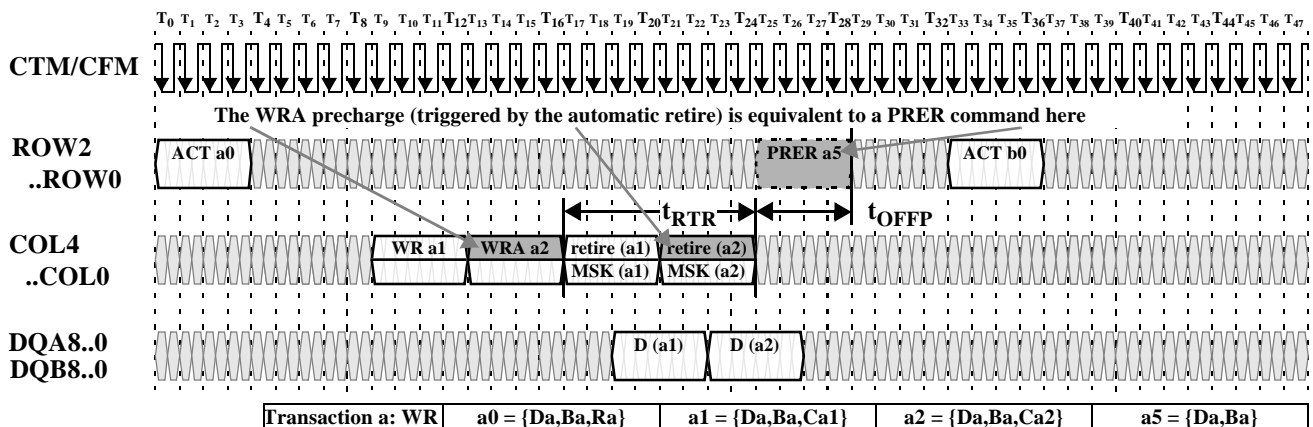 T0 T1 T2 T3 T4 T5 T6 T7 T8 T9 T10 T11 T12 T13 T14 T15 T16 T17 T18 T19 T20 T21 T22 T23 T24 T25 T26 T27 T28 T29 T30 T31 T32 T33 T34 T35 T36 T37 T38 T39 T40 T41 T42 T43 T44 T45 T46 T47
CTM/CFM
The WRA precharge (triggered by the automatic retire) is equivalent to a PRER command here
ROW2 ACT a0 PRER a5 ACT b0
..ROW0
tRTR tOFFP
COL4 WR a1 WRA a2 retire (a1) retire (a2)
..COL0 MSK (a1) MSK (a2)
DQA8..0 D (a1) D (a2)
DQB8..0
Transaction a: WR a0 = {Da,Ba,Ra} a1 = {Da,Ba,Ca1} a2 = {Da,Ba,Ca2} a5 = {Da,Ba}